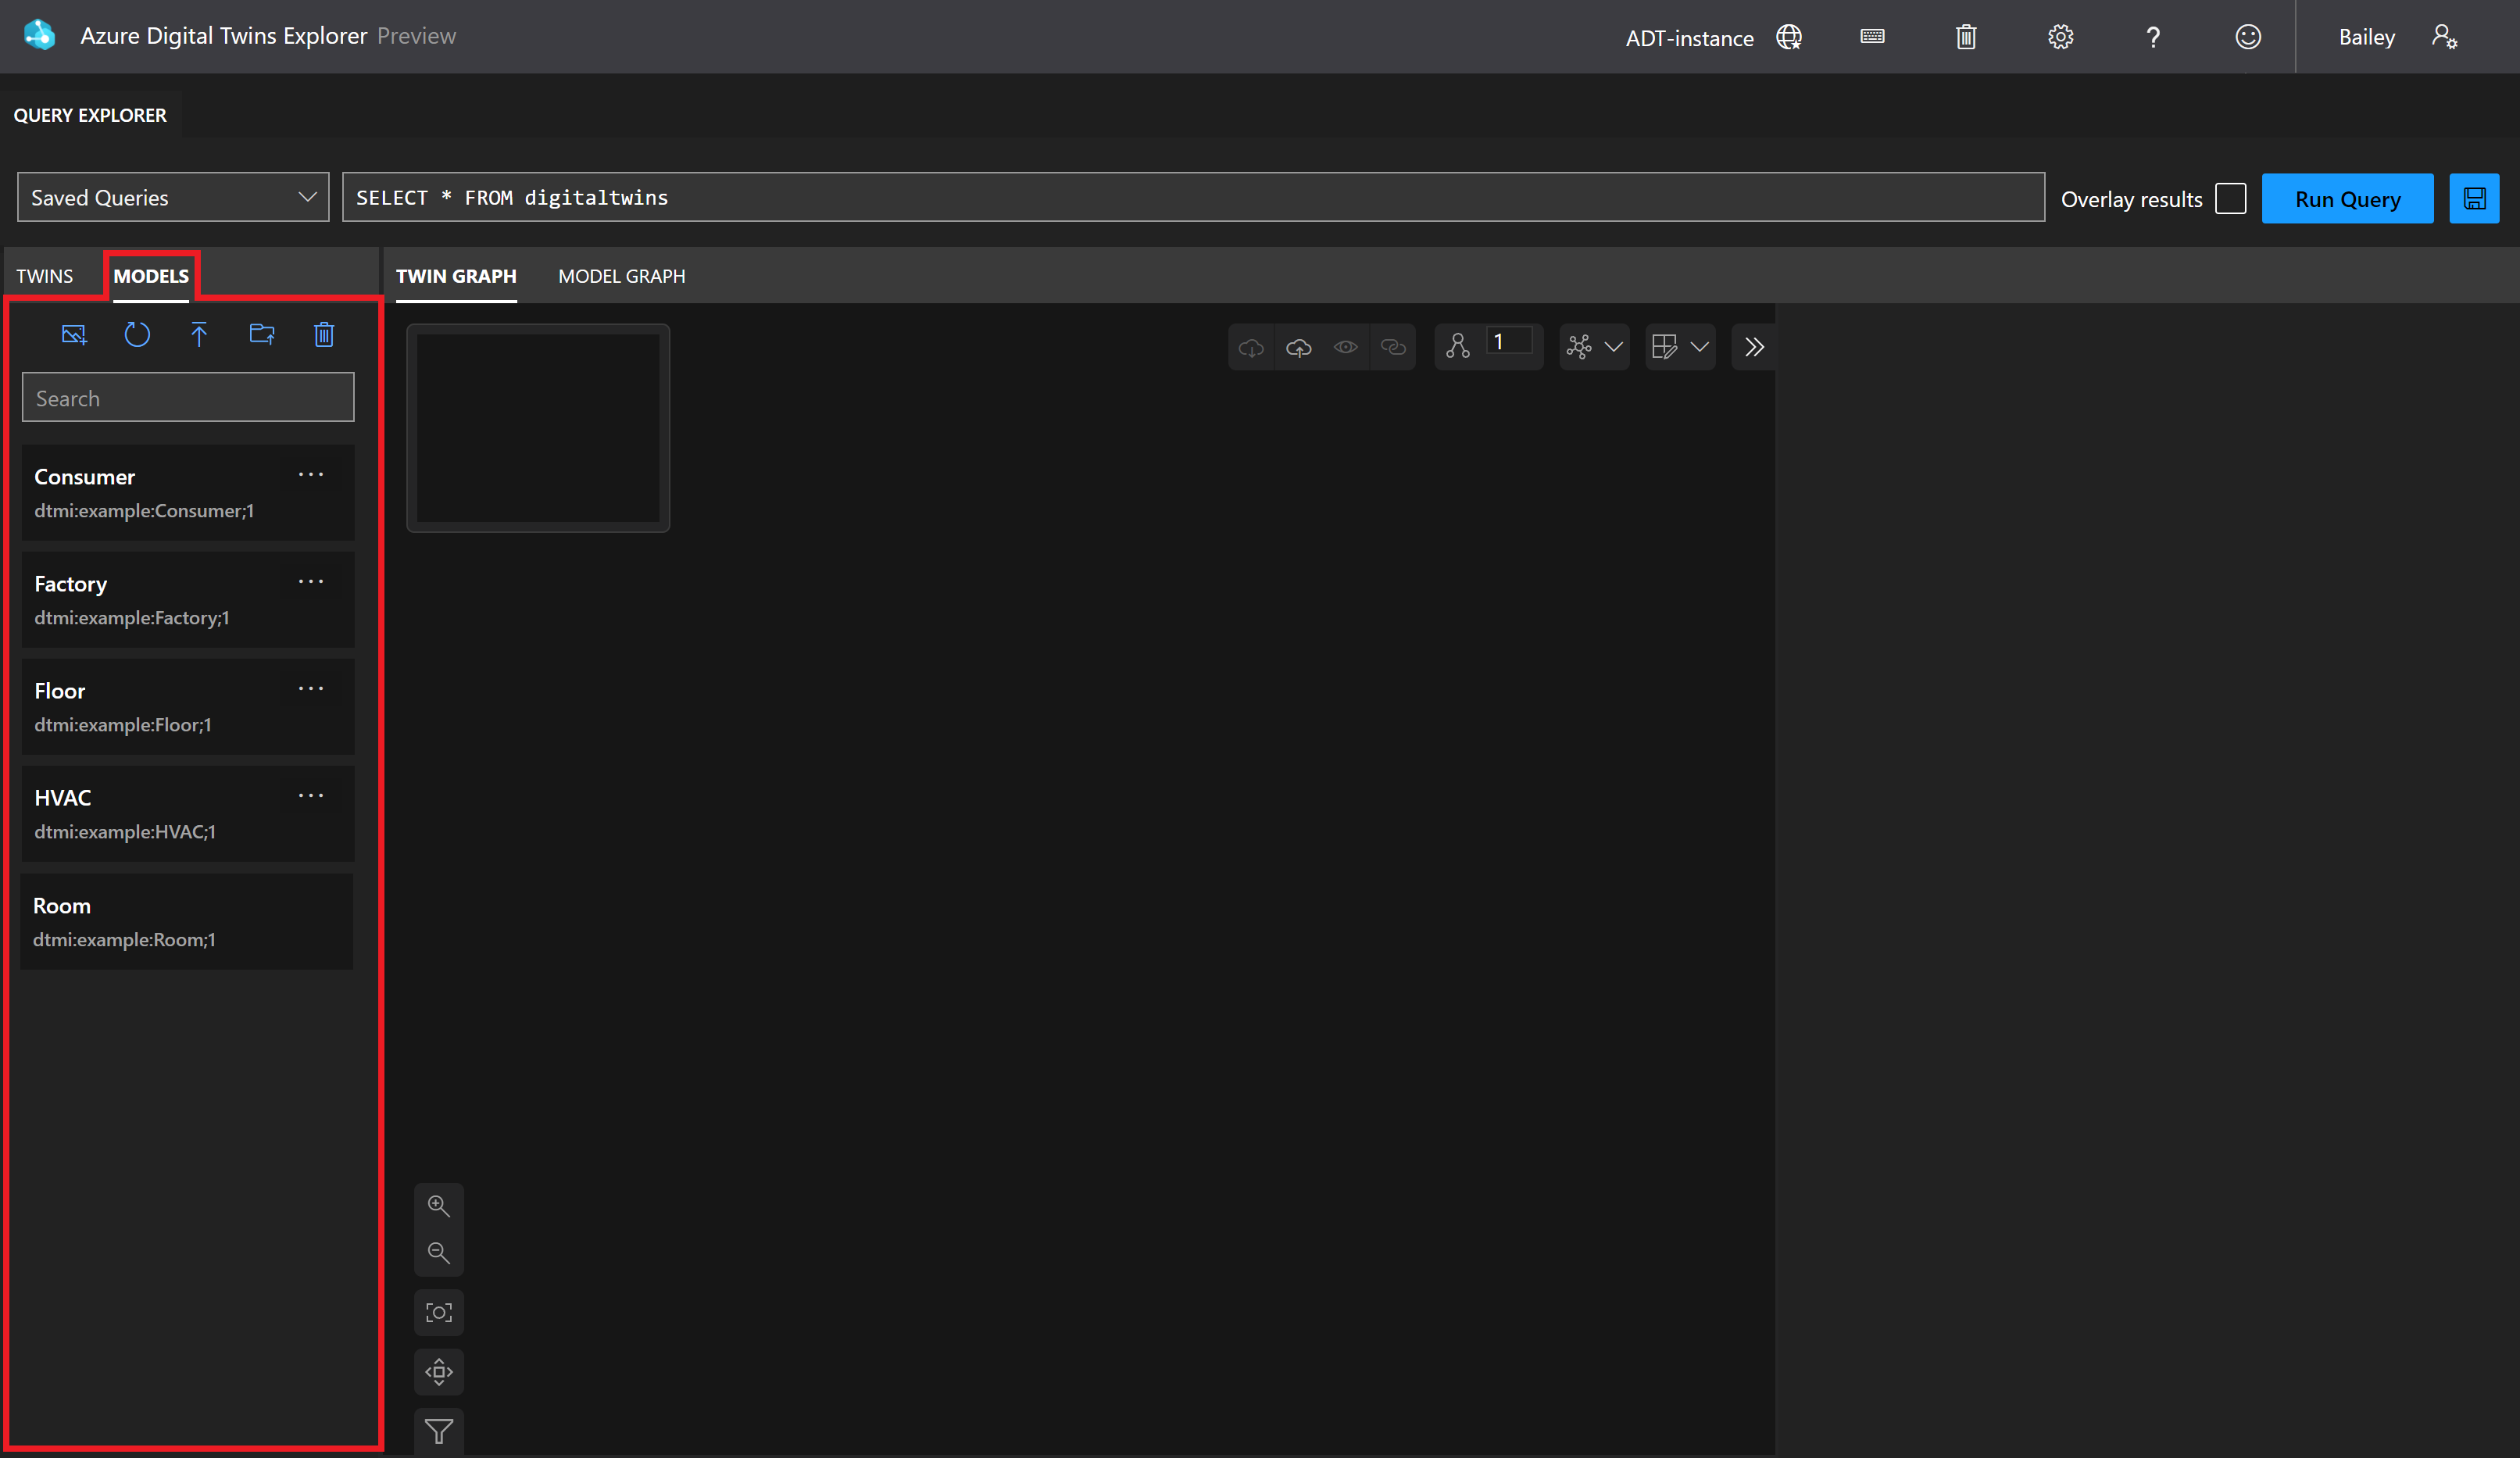 Azure Digital Twins Explorer Preview
ADT-instance
?
Bailey
QUERY EXPLORER
Saved Queries
SELECT * FROM digitaltwins
Overlay results
Run Query
TWINS
MODELS
TWIN GRAPH
MODEL GRAPH
1
Search
Consumer
dtmi:example:Consumer;1
Factory
dtmi:example:Factory;1
Floor
dtmi:example:Floor;1
HVAC
dtmi:example:HVAC;1
Room
dtmi:example:Room;1